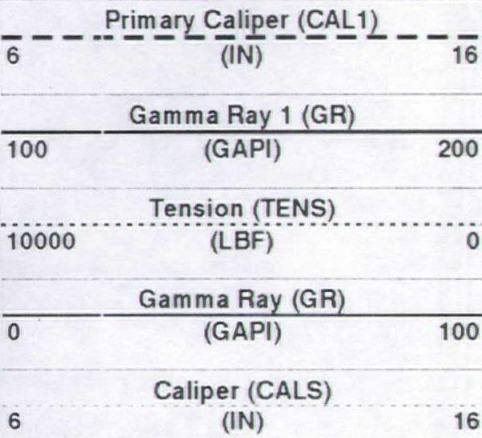 Primary Caliper (CAL1)
6 (IN) 16
Gamma Ray 1 (GR)
100 (GAPI) 200
Tension (TENS)
10000 (LBF) 0
Gamma Ray (GR)
0 (GAPI) 100
Caliper (CALS)
6 (IN) 16